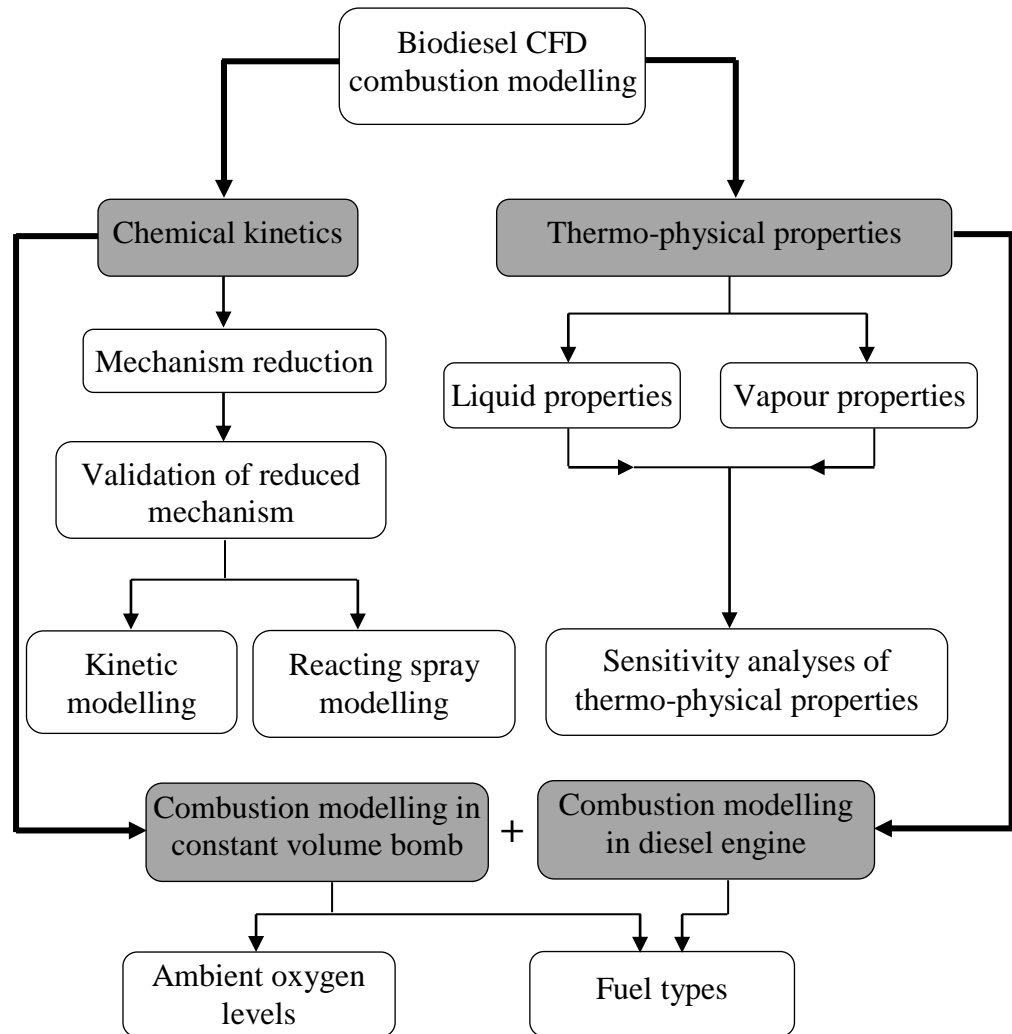 Biodiesel CFD
combustion modelling
Chemical kinetics
Thermo-physical properties
Mechanism reduction
Liquid properties
Vapour properties
Validation of reduced
mechanism
Kinetic
modelling
Reacting spray
modelling
Sensitivity analyses of
thermo-physical properties
Combustion modelling in
constant volume bomb
+
Combustion modelling
in diesel engine
Ambient oxygen
levels
Fuel types